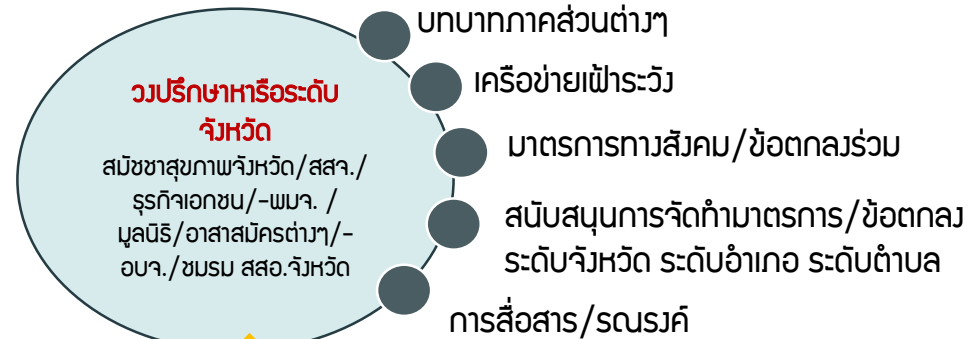 บทบาทภาคส่วนต่างๆ
เครือข่ายเฝ้าระวัง
มาตรการทางสังคม/ข้อตกลงร่วม
สนับสนุนการจัดทำมาตรการ/ข้อตกลง
ระดับจังหวัด ระดับอำเภอ ระดับตำบล
การสื่อสาร/รณรงค์
วงปรึกษาหารือระดับ
จังหวัด
สมัชชาสุขภาพจังหวัด/สสจ./
ธุรกิจเอกชน/-พมจ. /
มูลนิธิ/อาสาสมัครต่างๆ/-
อบจ./ชมรม สสอ.จังหวัด